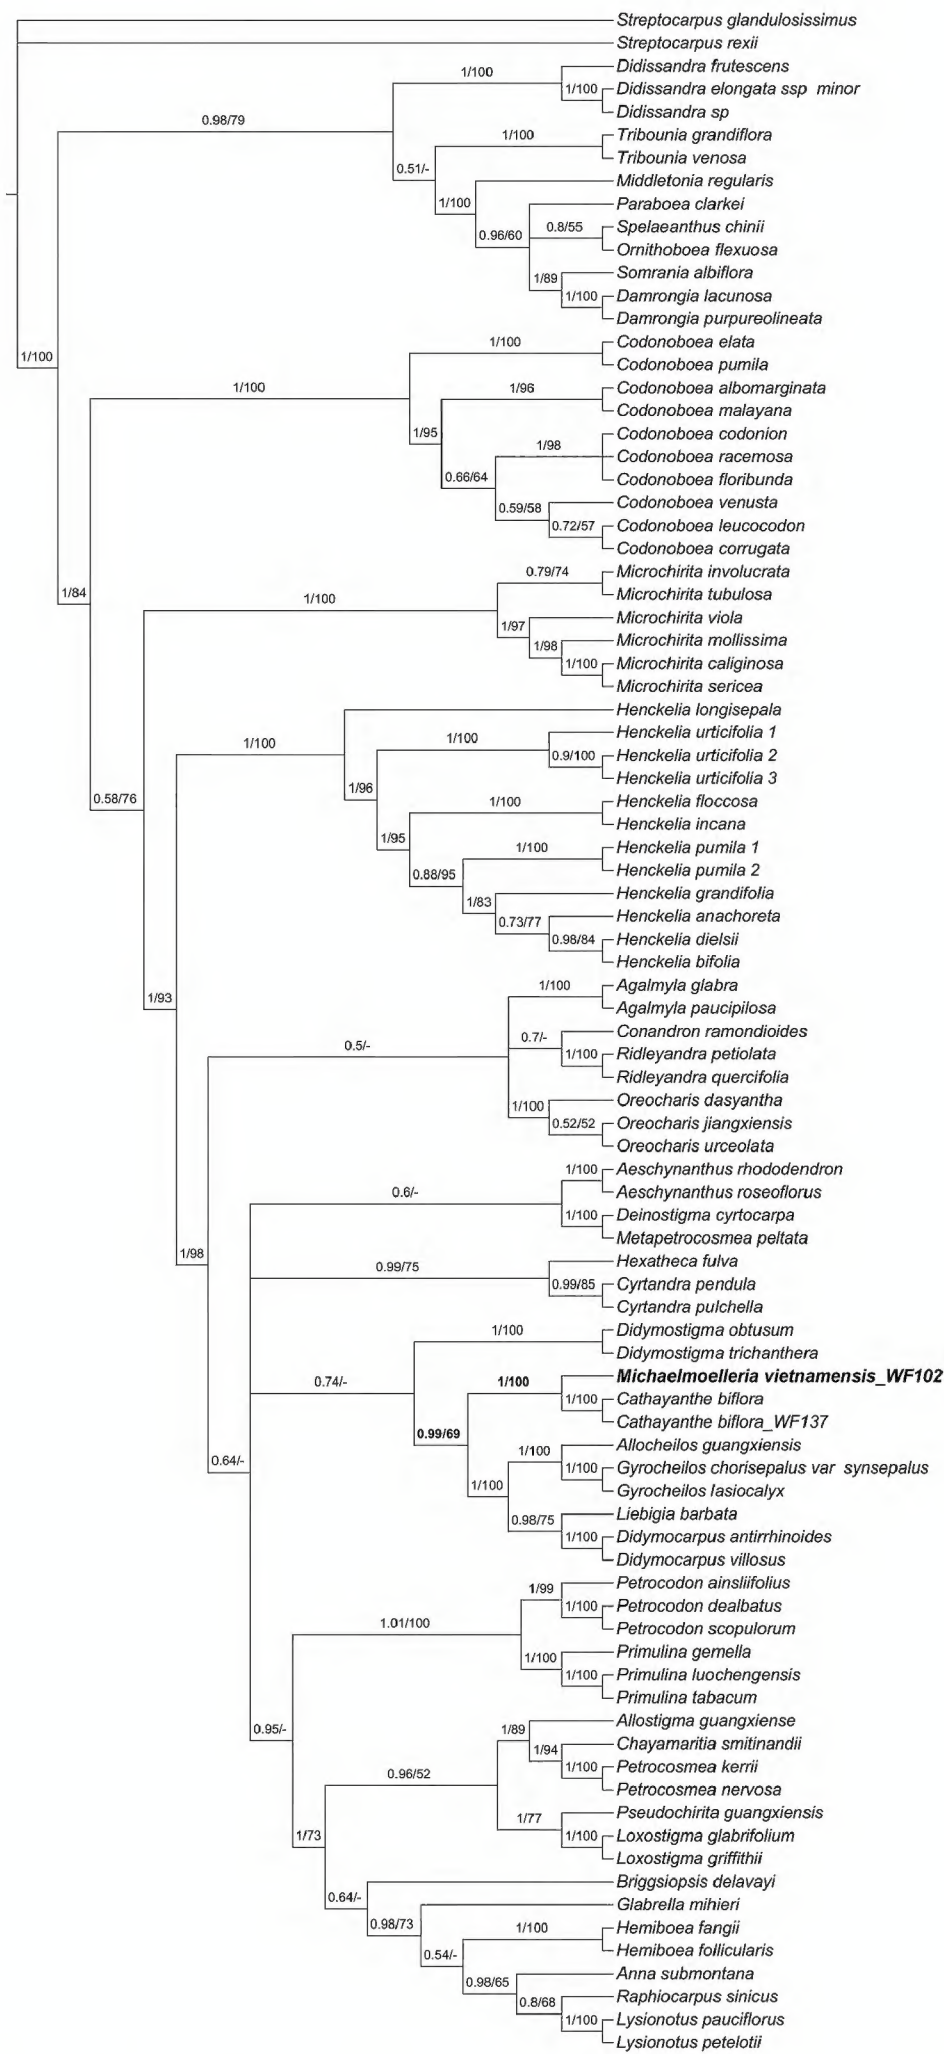 Streptocarpus glandulosissimus
Streptocarpus rexii
Didissandra frutescens
1/100
1/100 Didissandra elongata ssp minor
Didissandra sp
0.98/79
Tribounia grandiflora
1/100
Tribounia venosa
0.51/-
Middletonia regularis
1/100
Paraboea clarkei
0.8/55 Spelaeanthus chinii
0.96/60
Ornithoboea flexuosa
Somrania albiflora
1/89
1/100 Damrongia lacunosa
Damrongia purpureolineata
Codonoboea elata
1/100
1/100
Codonoboea pumila
1/100
Codonoboea albomarginata
1/96
Codonoboea malayana
1/95
Codonoboea codonion
1/98
Codonoboea racemosa
0.66/64
Codonoboea floribunda
Codonoboea venusta
0.59/58
0.72/57 Codonoboea leucocodon
Codonoboea corrugata
Microchirita involucrata
0.79/74
1/84
Microchirita tubulosa
1/100
Microchirita viola
1/97
Microchirita mollissima
1/98
1/100 Microchirita caliginosa
Microchirita sericea
Henckelia longisepala
Henckelia urticifolia 1
1/100
1/100
0.9/100 Henckelia urticifolia 2
Henckelia urticifolia 3
1/96
0.58/76
Henckelia floccosa
1/100
Henckelia incana
1/95
Henckelia pumila 1
1/100
Henckelia pumila 2
0.88/95
Henckelia grandifolia
1/83
Henckelia anachoreta
0.73/77
0.98/84 Henckelia dielsii
Henckelia bifolia
Agalmyla glabra
1/100
1/93
Agalmyla paucipilosa
Conandron ramondioides
0.7/-
0.5/-
1/100 Ridleyandra petiolata
Ridleyandra quercifolia
Oreocharis dasyantha
1/100
0.52/52 Oreocharis jiangxiensis
Oreocharis urceolata
1/100 Aeschynanthus rhododendron
0.6/-
Aeschynanthus roseoflorus
1/100 Deinostigma cyrtocarpa
Metapetrocosmea peltata
1/98
Hexatheca fulva
0.99/75
0.99/85 Cyrtandra pendula
Cyrtandra pulchella
Didymostigma obtusum
1/100
Didymostigma trichanthera
Michaelmoelleria vietnamensis_WF102
0.74/-
1/100
1/100 Cathayanthe biflora
Cathayanthe biflora_WF137
0.99/69
Allocheilos guangxiensis
1/100
0.64/-
1/100 Gyrocheilos chorisepalus var synsepalus
1/100
Gyrocheilos lasiocalyx
Liebigia barbata
0.98/75
1/100 Didymocarpus antirrhinoides
Didymocarpus villosus
Petrocodon ainsliifolius
1/99
1/100 Petrocodon dealbatus
1.01/100
Petrocodon scopulorum
Primulina gemella
1/100
1/100 Primulina luochengensis
Primulina tabacum
Allostigma guangxiense
0.95/-
1/89
Chayamaritia smitinandii
1/94
1/100 Petrocosmea kerrii
0.96/52
Petrocosmea nervosa
Pseudochirita guangxiensis
1/77
1/73
1/100 Loxostigma glabrifolium
Loxostigma griffithii
Briggsiopsis delavayi
0.64/-
Glabrella mihieri
0.98/73
Hemiboea fangii
1/100
Hemiboea follicularis
0.54/-
Anna submontana
0.98/65
Raphiocarpus sinicus
0.8/68
1/100 Lysionotus pauciflorus
Lysionotus petelotii